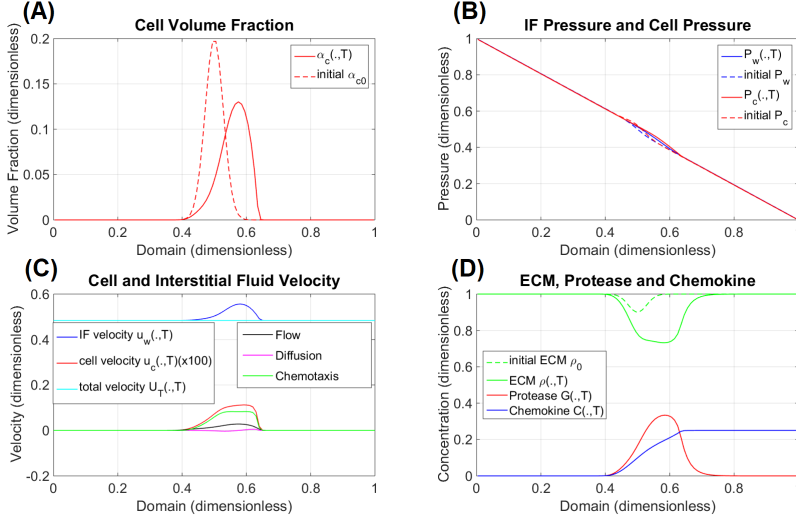 (A)
Cell Volume Fraction
Volume Fraction (dimensionless)
0.2
0.15
0.1
0.05
0
0 0.2 0.4 0.6 0.8 1
Domain (dimensionless)
α_c(.,T)
initial α_c0
(B)
IF Pressure and Cell Pressure
Pressure (dimensionless)
1
0.8
0.6
0.4
0.2
0
0 0.2 0.4 0.6 0.8
Domain (dimensionless)
P_w(.,T)
initial P_w
P_c(.,T)
initial P_c
(C)
Cell and Interstitial Fluid Velocity
Velocity (dimensionless)
0.6
0.4
0.2
0
-0.2
0 0.2 0.4 0.6 0.8 1
Domain (dimensionless)
IF velocity u_w(.,T)
cell velocity u_c(.,T)(x100)
total velocity U_T(.,T)
Flow
Diffusion
Chemotaxis
(D)
ECM, Protease and Chemokine
Concentration (dimensionless)
1
0.8
0.6
0.4
0.2
0
0 0.2 0.4 0.6 0.8
Domain (dimensionless)
initial ECM ρ_0
ECM ρ(.,T)
Protease G(.,T)
Chemokine C(.,T)